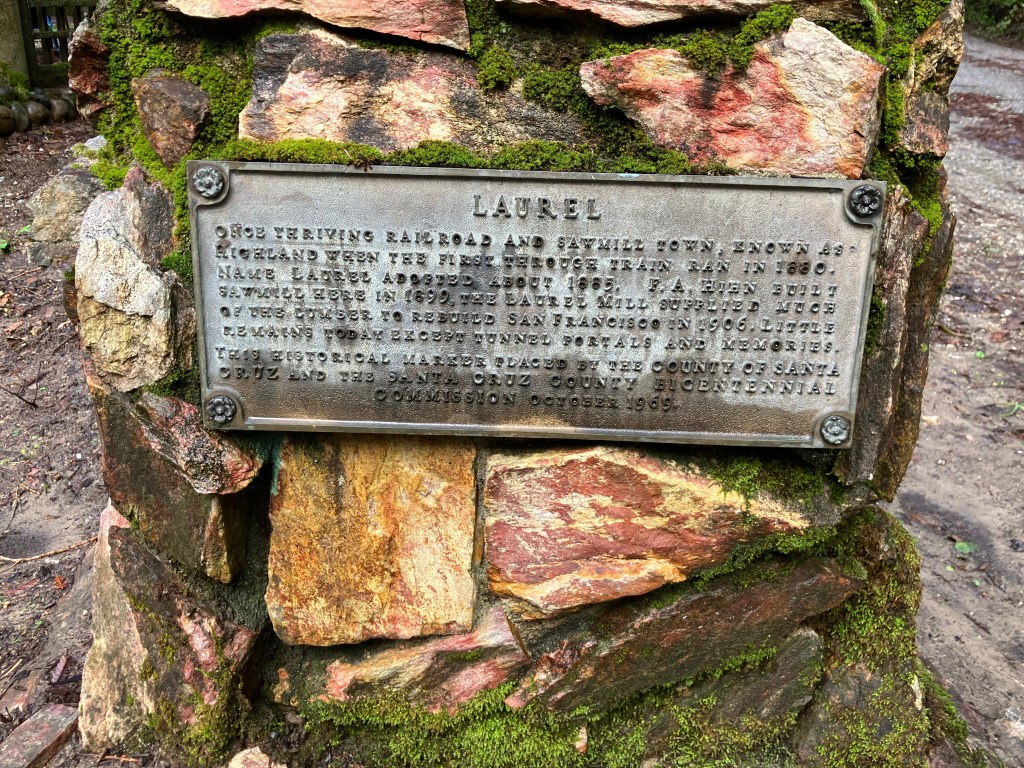 LAUREL
ONCE THRIVING RAILROAD AND SAWMILL TOWN, KNOWN AS
HIGHLAND WHEN THE FIRST THROUGH TRAIN RAN IN 1880.
NAME LAUREL ADOPTED ABOUT 1885. F. A. HIHN BUILT
SAWMILL HERE IN 1899. THE LAUREL MILL SUPPLIED MUCH
OF THE LUMBER TO REBUILD SAN FRANCISCO IN 1906. LITTLE
REMAINS TODAY EXCEPT TUNNEL PORTALS AND MEMORIES.
THIS HISTORICAL MARKER PLACED BY THE COUNTY OF SANTA
CRUZ AND THE SANTA CRUZ COUNTY BICENTENNIAL
COMMISSION OCTOBER 1969.